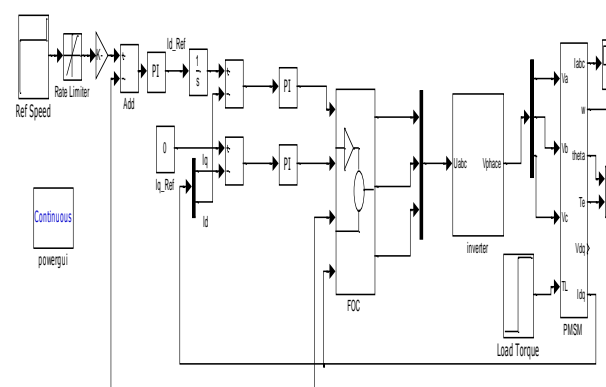 Ref Speed
Rate Limiter
K-
Add
PI
Id_Ref
1
s
PI
0
Iq_Ref
Iq
Id
PI
Continuous
powergui
FOC
Uabc
Vphace
inverter
Load Torque
Va
Vb
Vc
TL
Iabc
w
theta
Te
Vdq
Idq
PMSM